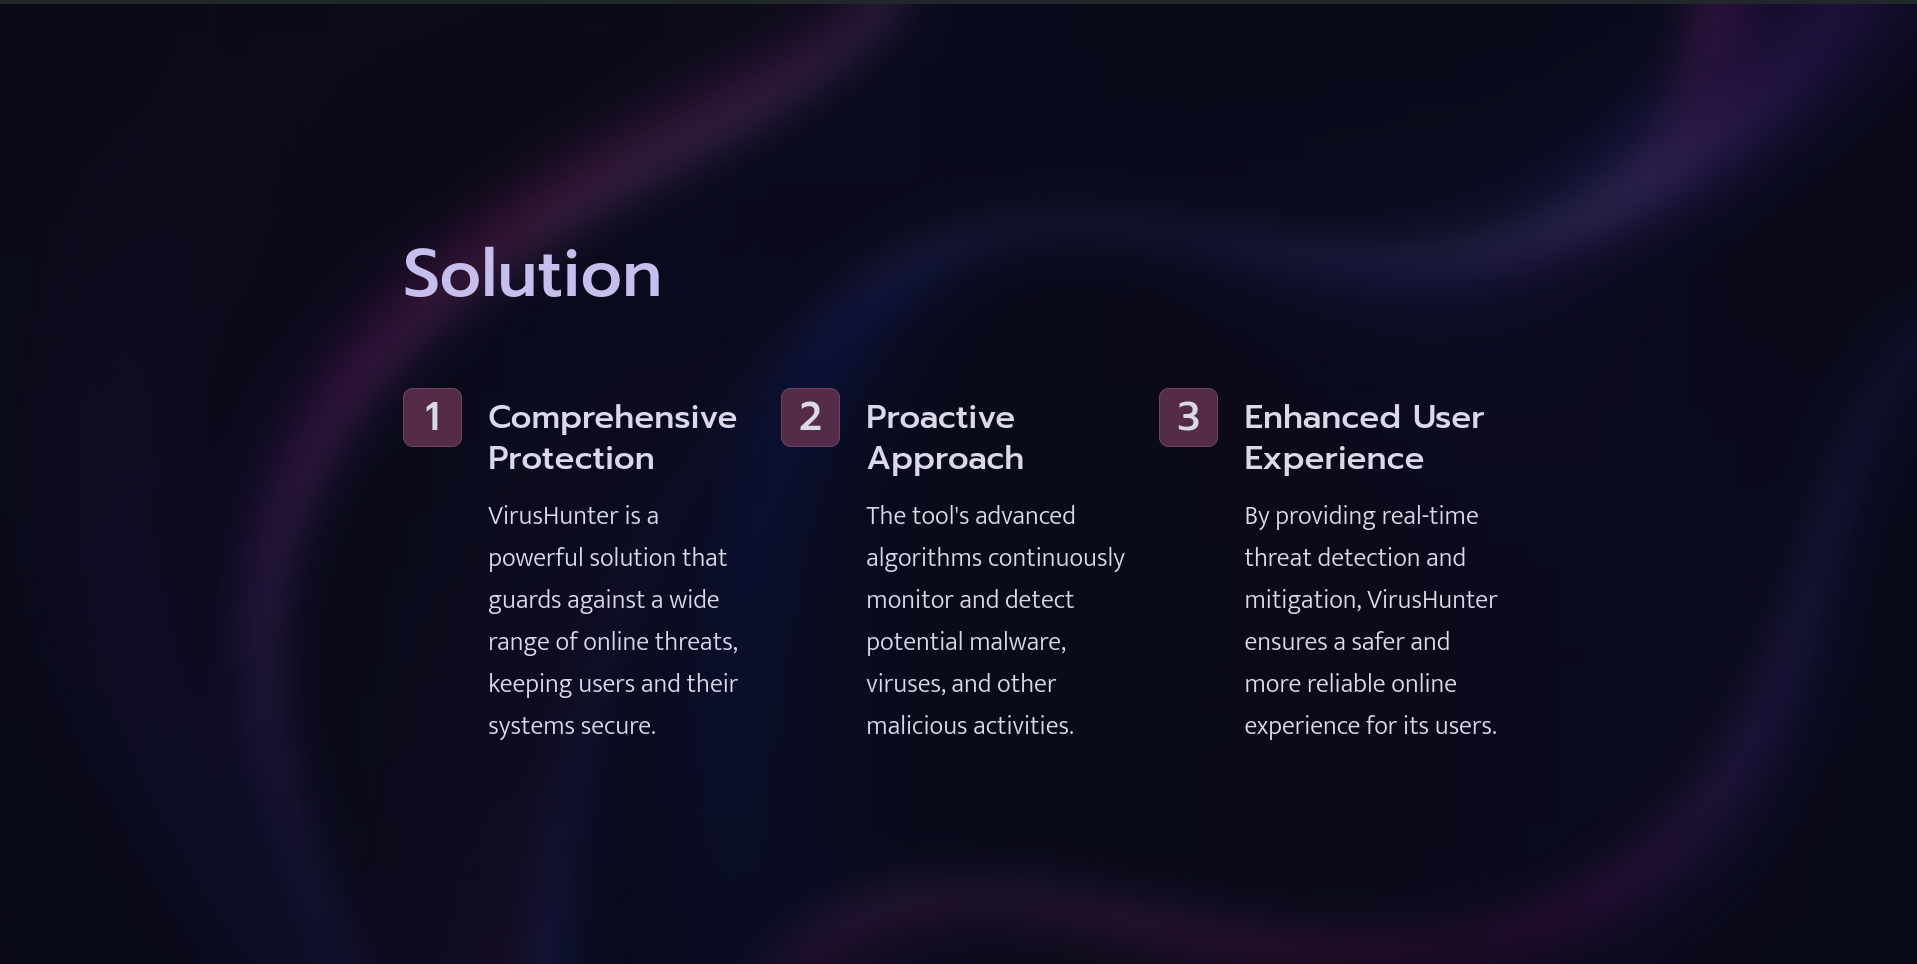 Solution
1
Comprehensive
Protection
VirusHunter is a
powerful solution that
guards against a wide
range of online threats,
keeping users and their
systems secure.
2
Proactive
Approach
The tool's advanced
algorithms continuously
monitor and detect
potential malware,
viruses, and other
malicious activities.
3
Enhanced User
Experience
By providing real-time
threat detection and
mitigation, VirusHunter
ensures a safer and
more reliable online
experience for its users.